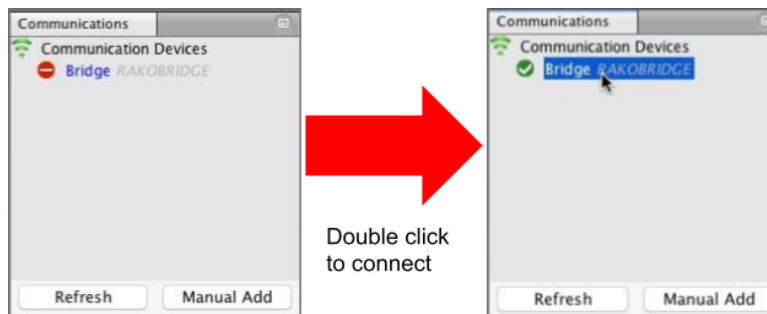 Communications
Communication Devices
Bridge RAKOBRIDGE
Refresh
Manual Add
Double click
to connect
Communications
Communication Devices
Bridge RAKOBRIDGE
Refresh
Manual Add